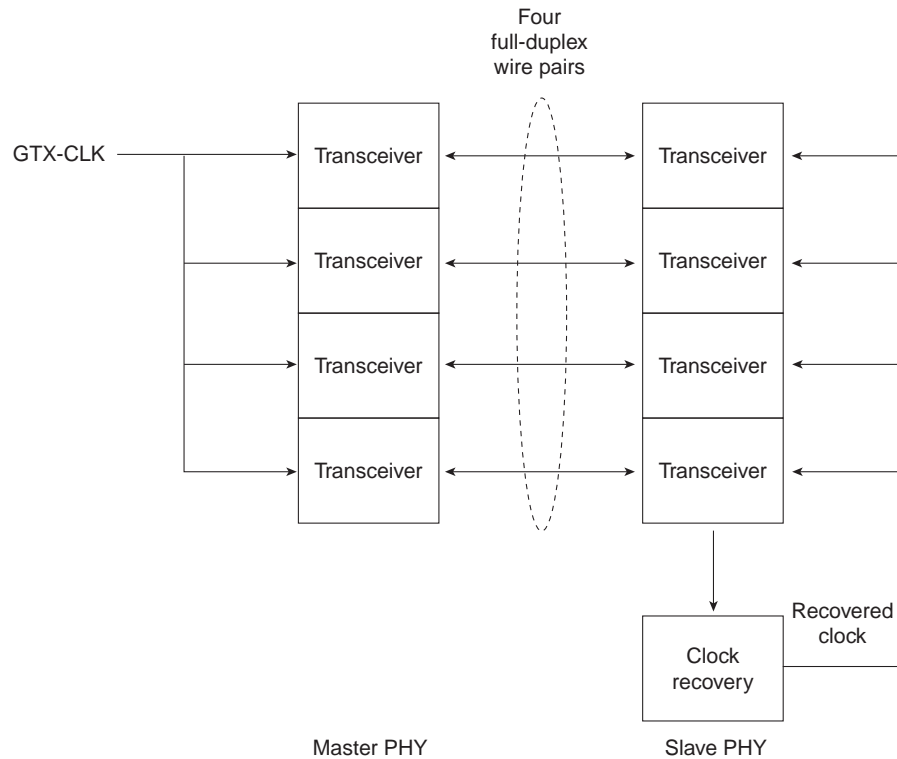 Four
full-duplex
wire pairs
GTX-CLK
Transceiver
Transceiver
Transceiver
Transceiver
Transceiver
Transceiver
Transceiver
Transceiver
Recovered
clock
Clock
recovery
Master PHY
Slave PHY